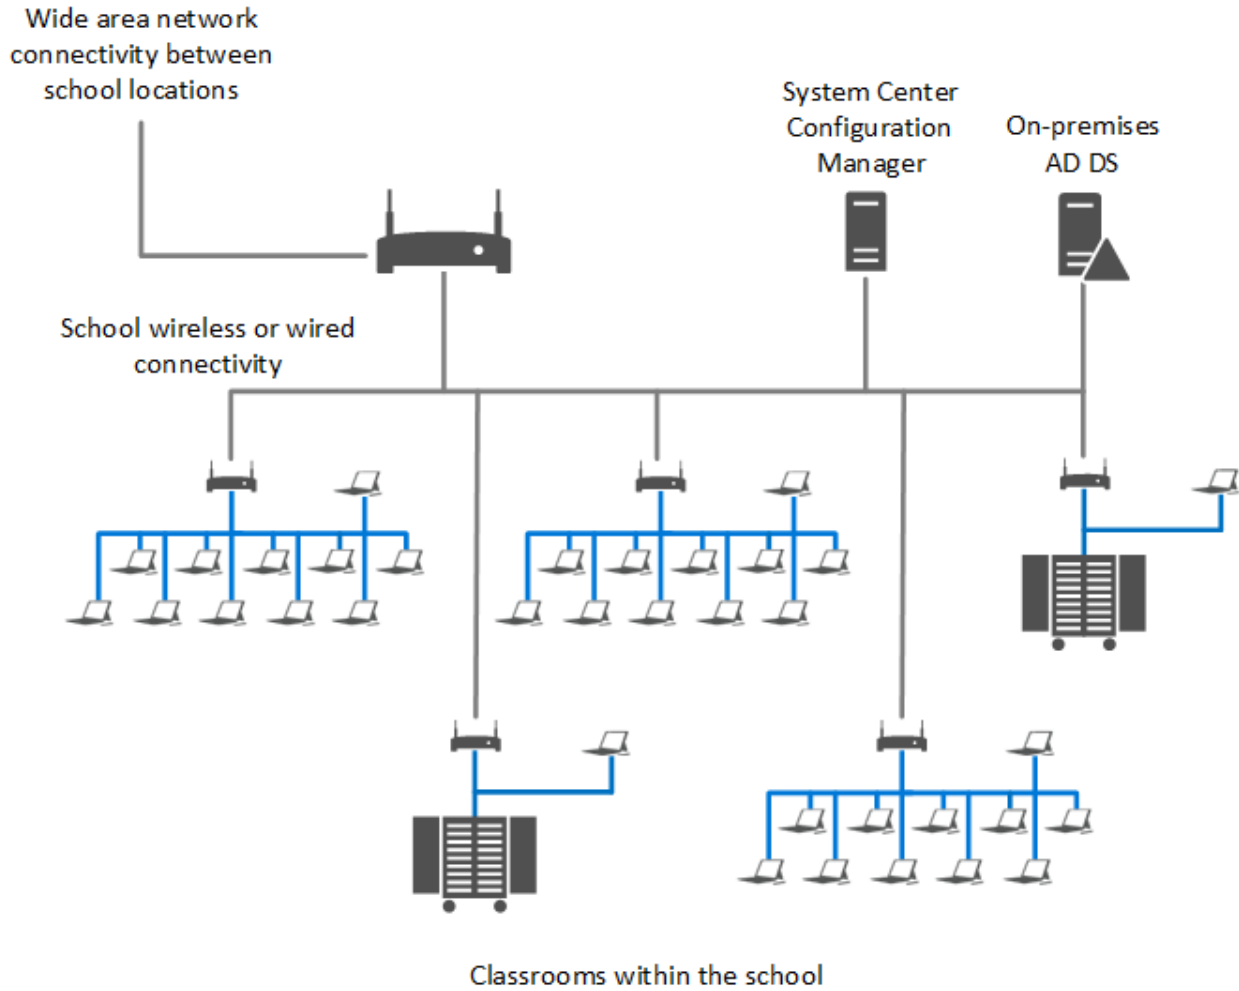 Wide area network
connectivity between
school locations
System Center
Configuration
Manager
On-premises
AD DS
School wireless or wired
connectivity
Classrooms within the school